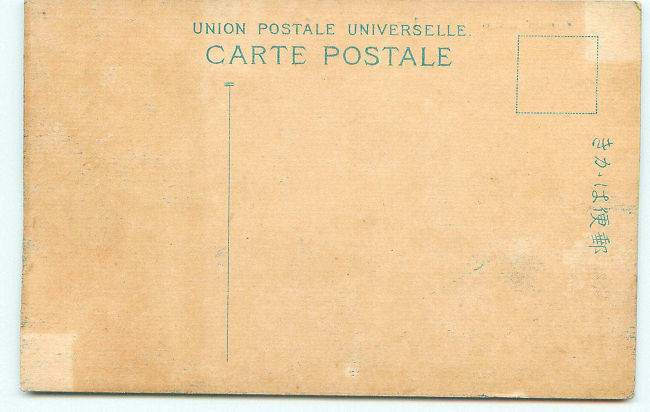 UNION POSTALE UNIVERSELLE.
CARTE POSTALE
きかは便郵